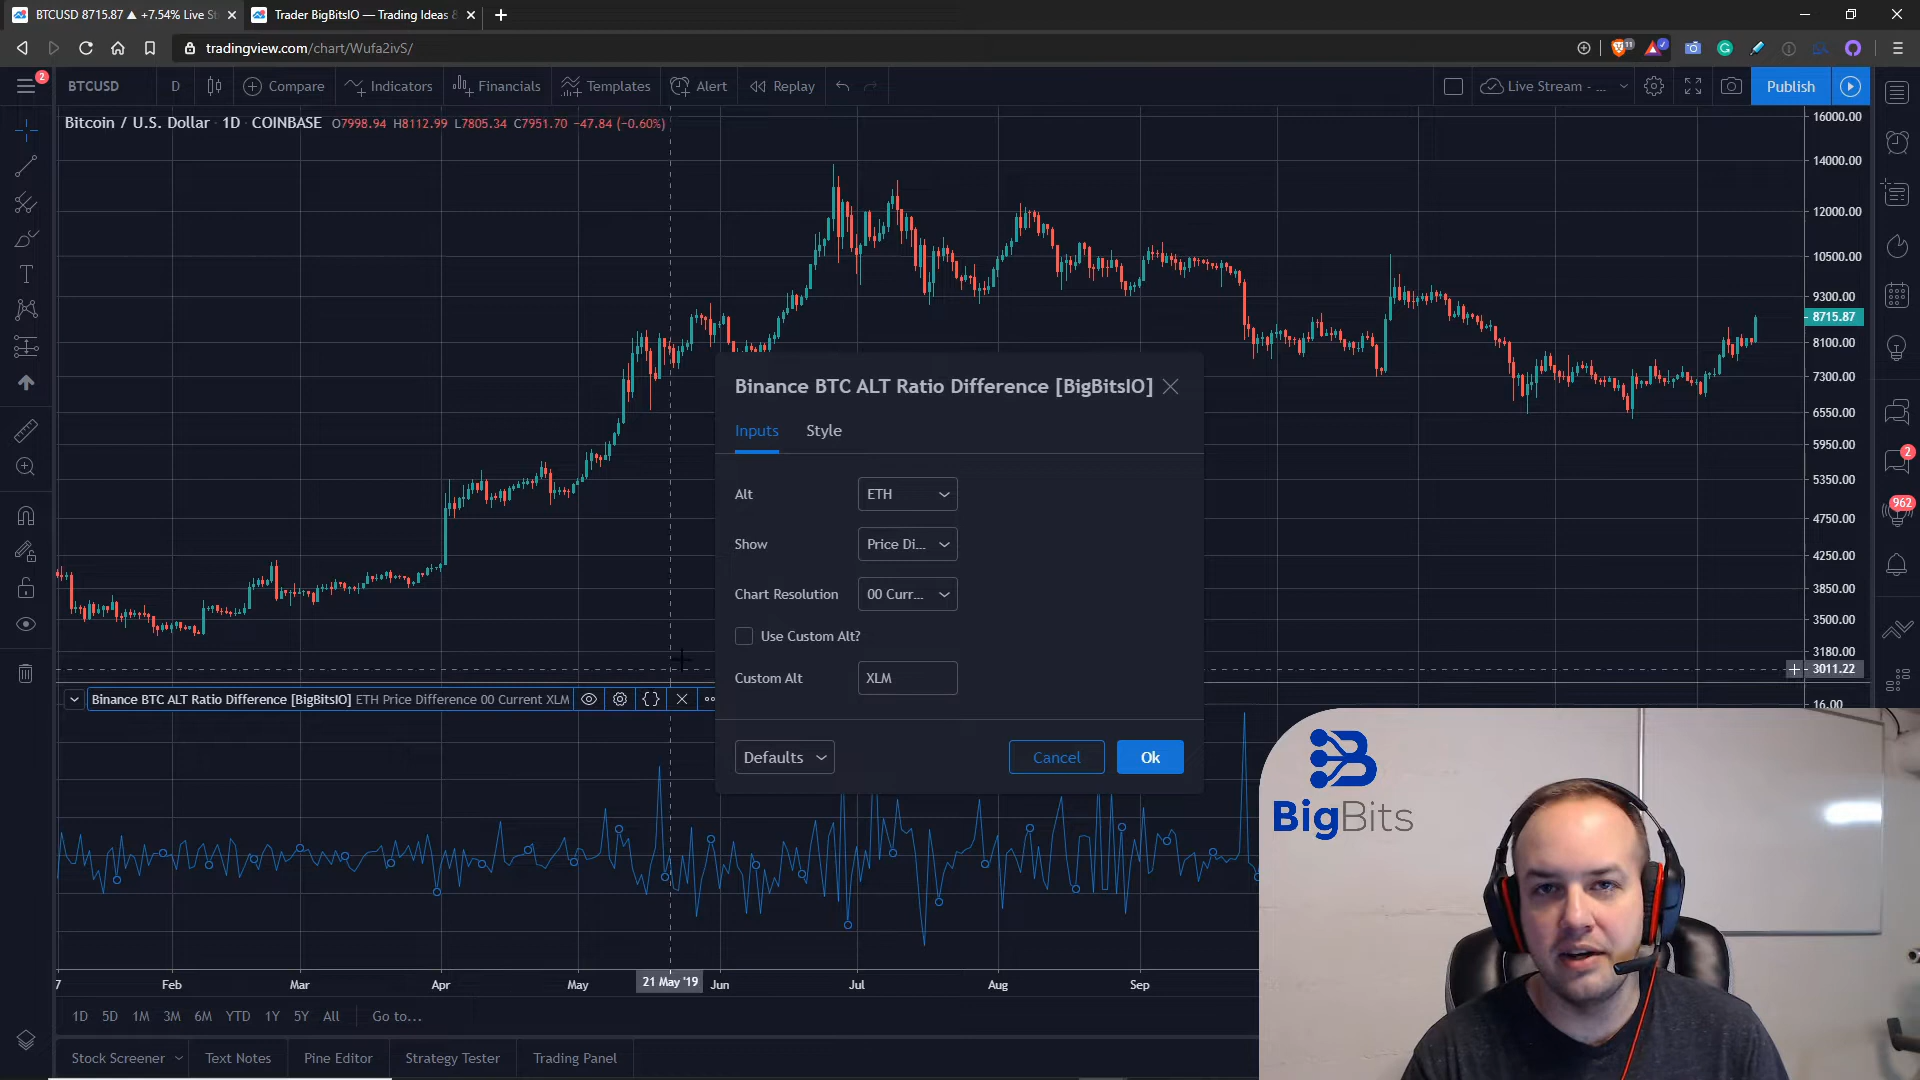 BTCUSD 8715.87 ▲ +7.54% Live St
Trader BigBitsIO — Trading Ideas &
tradingview.com/chart/Wufa2ivS/
11
2
BTCUSD
D
Compare
Indicators
Financials
Templates
Alert
Replay
Live Stream - ...
Publish
Bitcoin / U.S. Dollar · 1D · COINBASE O7998.94 H8112.99 L7805.34 C7951.70 -47.84 (-0.60%)
16000.00
14000.00
12000.00
10500.00
9300.00
8715.87
8100.00
7300.00
6550.00
5950.00
5350.00
4750.00
4250.00
3850.00
3500.00
3180.00
3011.22
16.00
2
962
Binance BTC ALT Ratio Difference [BigBitsIO]
Inputs
Style
Alt
ETH
Show
Price Di...
Chart Resolution
00 Curr...
Use Custom Alt?
Custom Alt
XLM
Defaults
Cancel
Ok
Binance BTC ALT Ratio Difference [BigBitsIO] ETH Price Difference 00 Current XLM
BigBits
7
Feb
Mar
Apr
May
21 May '19
Jun
Jul
Aug
Sep
1D
5D
1M
3M
6M
YTD
1Y
5Y
All
Go to...
Stock Screener
Text Notes
Pine Editor
Strategy Tester
Trading Panel